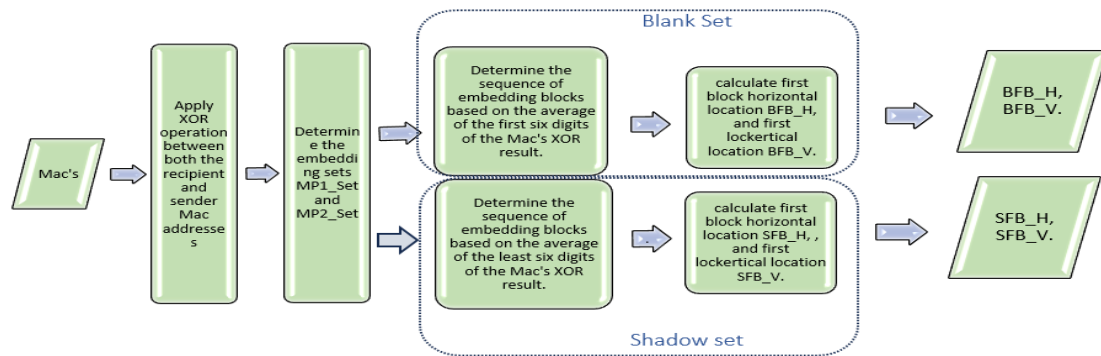 Blank Set
Mac's
Apply
XOR
operation
between
both the
recipient
and
sender
Mac
addresse
s
Determin
e the
embeddi
ng sets
MP1_Set
and
MP2_Set
Determine the
sequence of
embedding blocks
based on the average
of the first six digits
of the Mac's XOR
result.
calculate first
block horizontal
location BFB_H,
and first
lockertical
location BFB_V.
BFB_H,
BFB_V.
Determine the
sequence of
embedding blocks
based on the average
of the least six digits
of the Mac's XOR
result.
calculate first
block horizontal
location SFB_H, ,
and first
lockertical location
SFB_V.
SFB_H,
SFB_V.
Shadow set